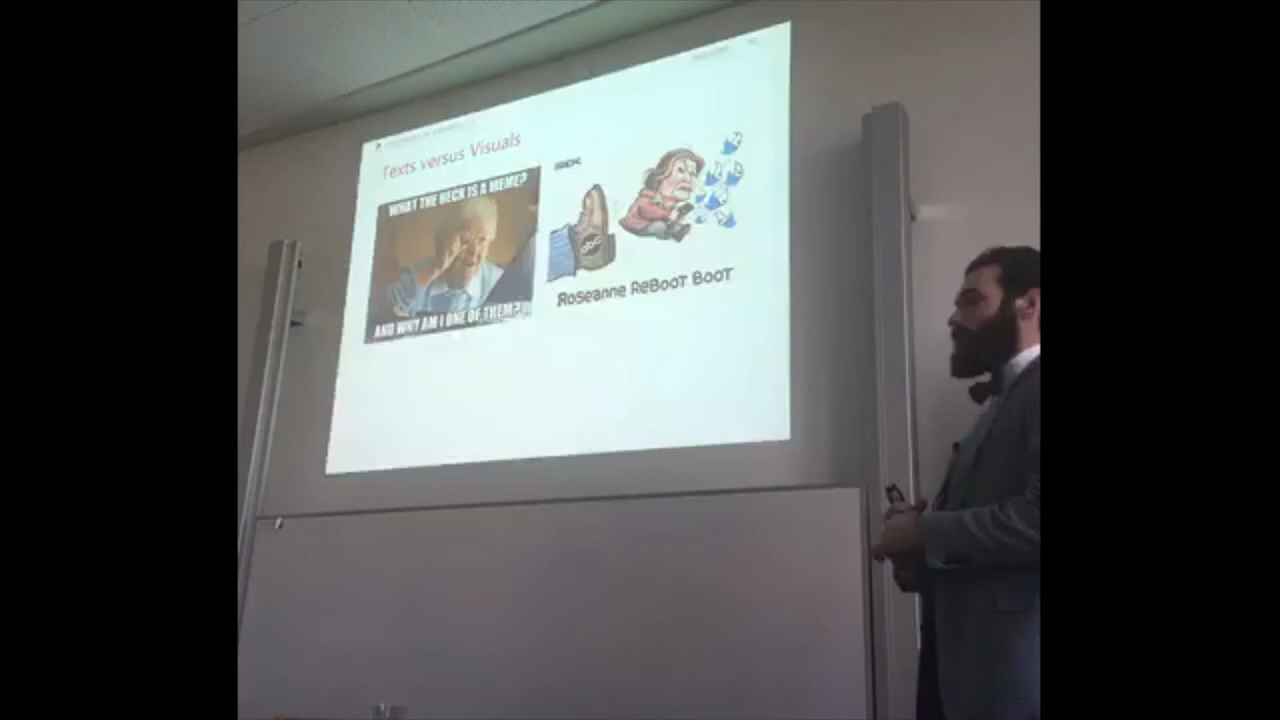 Texts versus Visuals
WHAT THE HECK IS A MEME?
AND WHY AM I ONE OF THEM?
abc
Roseanne ReBooT BooT